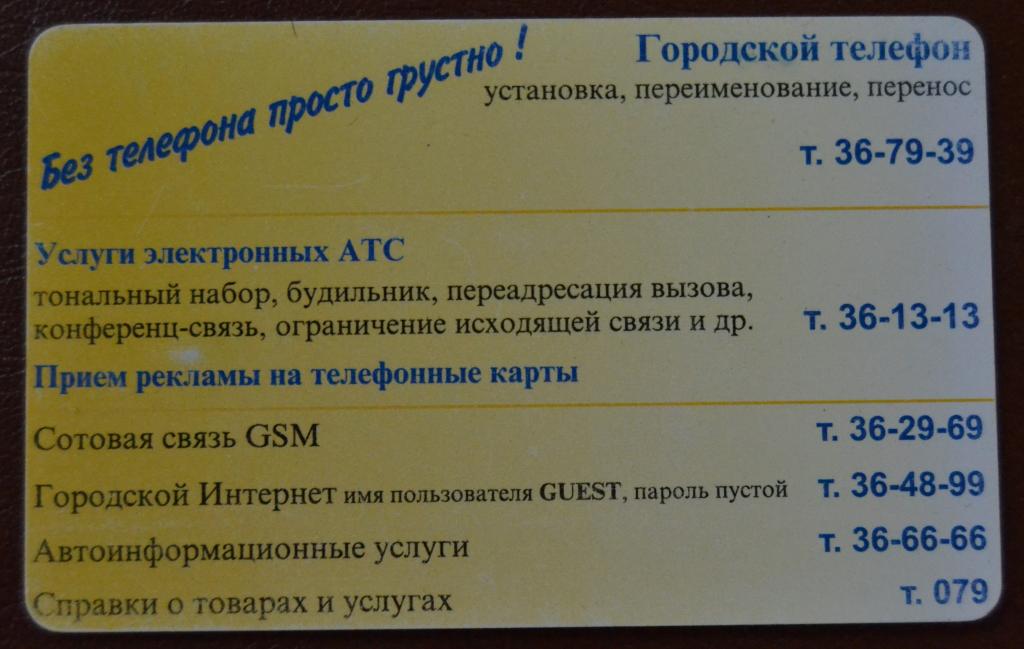 Без телефона просто грустно !
Городской телефон
установка, переименование, перенос
т. 36-79-39
Услуги электронных АТС
тональный набор, будильник, переадресация вызова,
конференц-связь, ограничение исходящей связи и др. т. 36-13-13
Прием рекламы на телефонные карты
Сотовая связь GSM т. 36-29-69
Городской Интернет имя пользователя GUEST, пароль пустой т. 36-48-99
Автоинформационные услуги т. 36-66-66
Справки о товарах и услугах т. 079